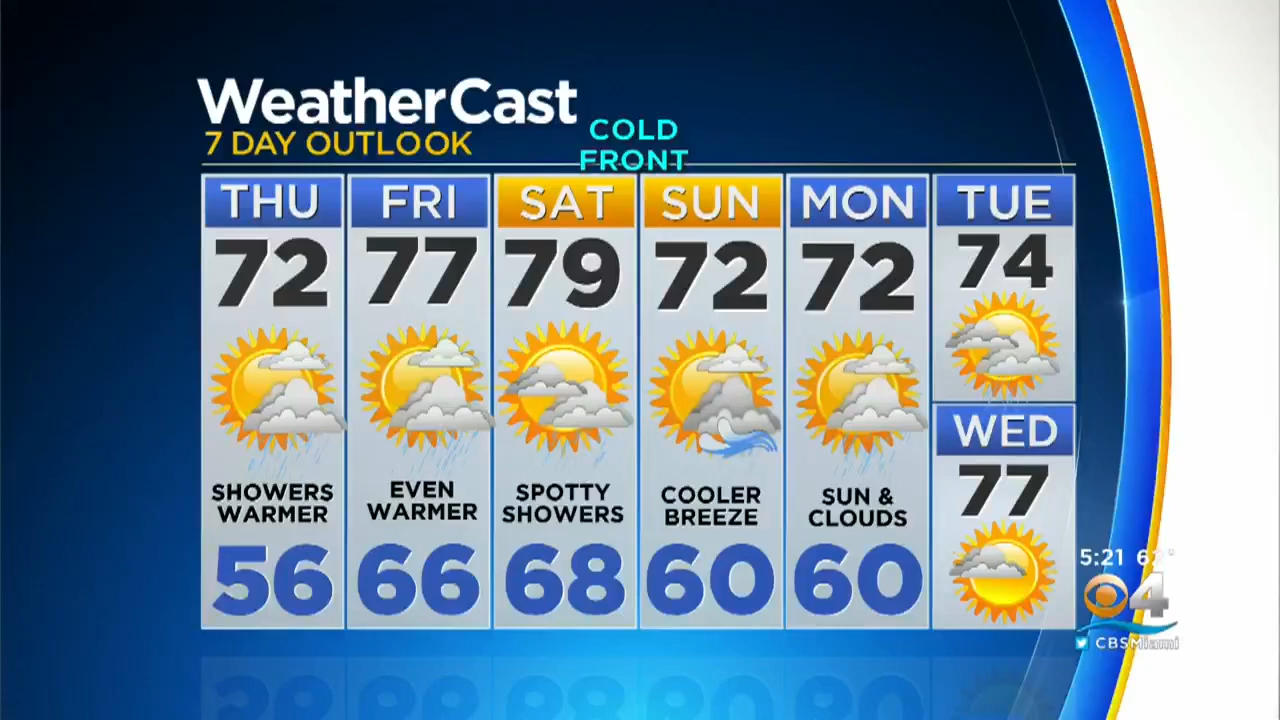 WeatherCast
7 DAY OUTLOOK
COLD
FRONT
THU
72
SHOWERS
WARMER
56
FRI
77
EVEN
WARMER
66
SAT
79
SPOTTY
SHOWERS
68
SUN
72
COOLER
BREEZE
60
MON
72
SUN &
CLOUDS
60
TUE
74
WED
77
5:21
4
CBSMiami